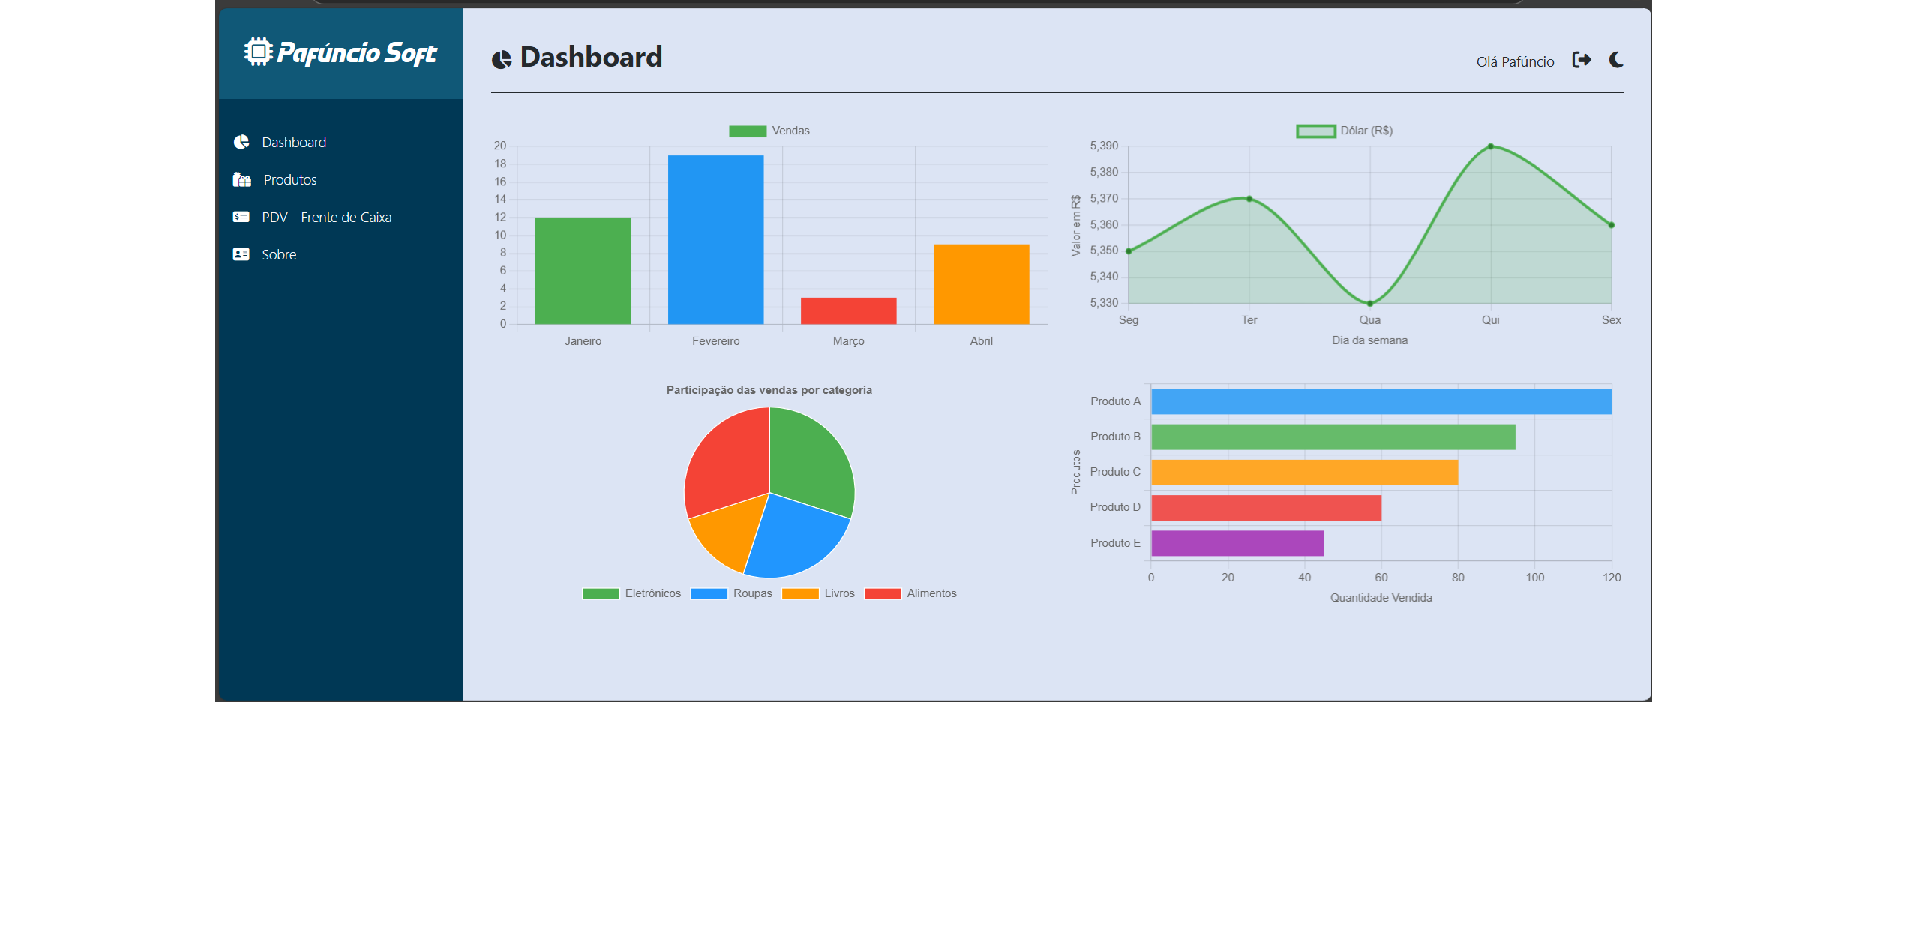 Pafúncio Soft
Dashboard
Produtos
PDV - Frente de Caixa
Sobre
Dashboard
Olá Pafúncio
Vendas
20
18
16
14
12
10
8
6
4
2
0
Janeiro Fevereiro Março Abril
Dólar (R$)
Valor em R$
5,390
5,380
5,370
5,360
5,350
5,340
5,330
Seg Ter Qua Qui Sex
Dia da semana
Participação das vendas por categoria
Eletrônicos Roupas Livros Alimentos
Produtos
Produto A
Produto B
Produto C
Produto D
Produto E
0 20 40 60 80 100 120
Quantidade Vendida